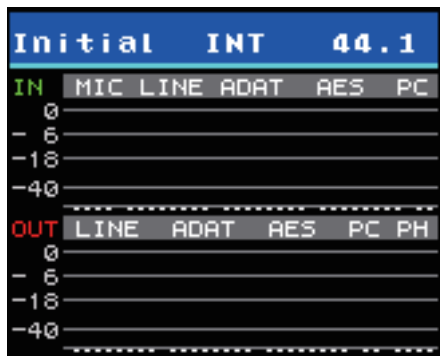 Initial INT 44.1
IN MIC LINE ADAT AES PC
0
- 6
-18
-40
OUT LINE ADAT AES PC PH
0
- 6
-18
-40